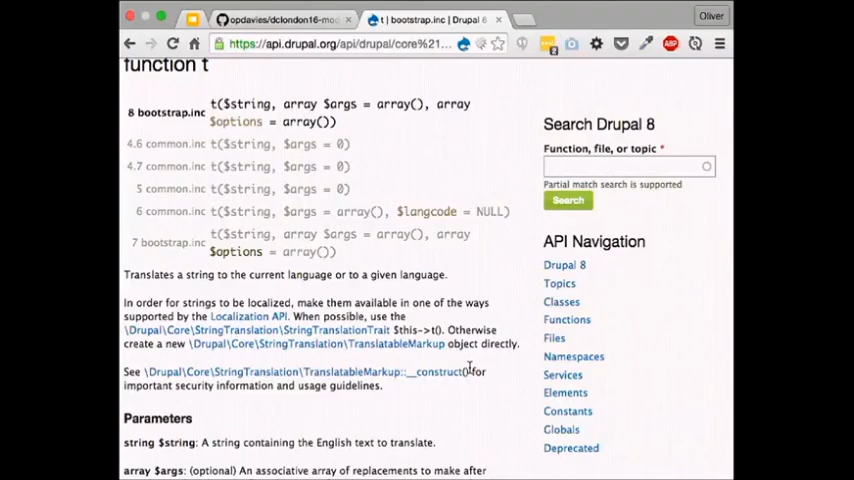 opdavies/dclondon16-mod
t | bootstrap.inc | Drupal 8
Oliver
https://api.drupal.org/api/drupal/core%21...
function t
8 bootstrap.inc t($string, array $args = array(), array $options = array())
4.6 common.inc t($string, $args = 0)
4.7 common.inc t($string, $args = 0)
5 common.inc t($string, $args = 0)
6 common.inc t($string, $args = array(), $langcode = NULL)
7 bootstrap.inc t($string, array $args = array(), array $options = array())
Translates a string to the current language or to a given language.
In order for strings to be localized, make them available in one of the ways
supported by the Localization API. When possible, use the
\Drupal\Core\StringTranslation\StringTranslationTrait $this->t(). Otherwise
create a new \Drupal\Core\StringTranslation\TranslatableMarkup object directly.
See \Drupal\Core\StringTranslation\TranslatableMarkup::__construct() for
important security information and usage guidelines.
Parameters
string $string: A string containing the English text to translate.
array $args: (optional) An associative array of replacements to make after
Search Drupal 8
Function, file, or topic *
Partial match search is supported
Search
API Navigation
Drupal 8
Topics
Classes
Functions
Files
Namespaces
Services
Elements
Constants
Globals
Deprecated